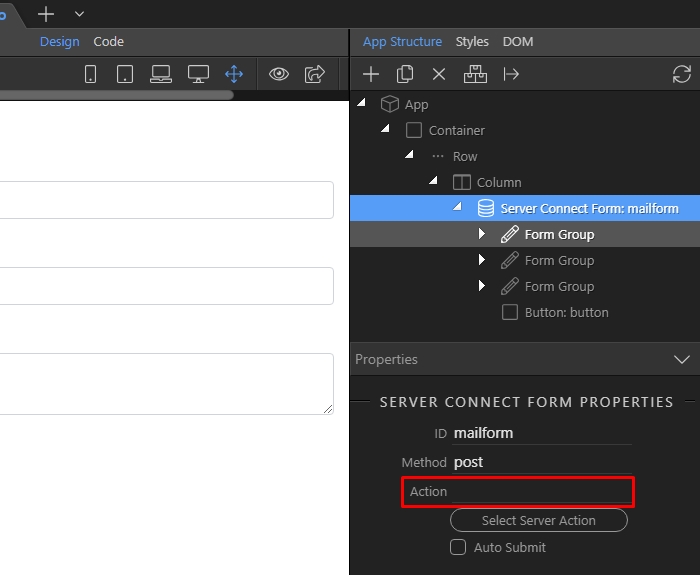 Design Code
App Structure Styles DOM
App
Container
Row
Column
Server Connect Form: mailform
Form Group
Form Group
Form Group
Button: button
Properties
SERVER CONNECT FORM PROPERTIES
ID mailform
Method post
Action
Select Server Action
Auto Submit